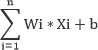 n
∑ Wi * Xi + b
i=1